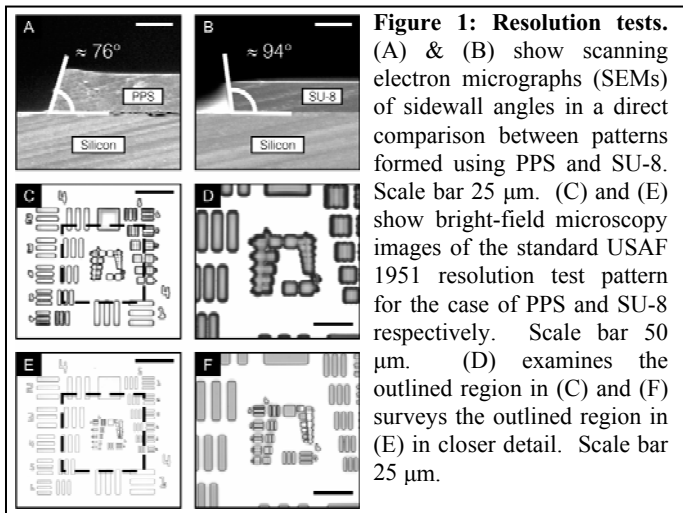 A
≈ 76°
PPS
Silicon
B
≈ 94°
SU-8
Silicon
C
D
E
F
Figure 1: Resolution tests.
(A) & (B) show scanning
electron micrographs (SEMs)
of sidewall angles in a direct
comparison between patterns
formed using PPS and SU-8.
Scale bar 25 μm. (C) and (E)
show bright-field microscopy
images of the standard USAF
1951 resolution test pattern
for the case of PPS and SU-8
respectively. Scale bar 50
μm. (D) examines the
outlined region in (C) and (F)
surveys the outlined region in
(E) in closer detail. Scale bar
25 μm.